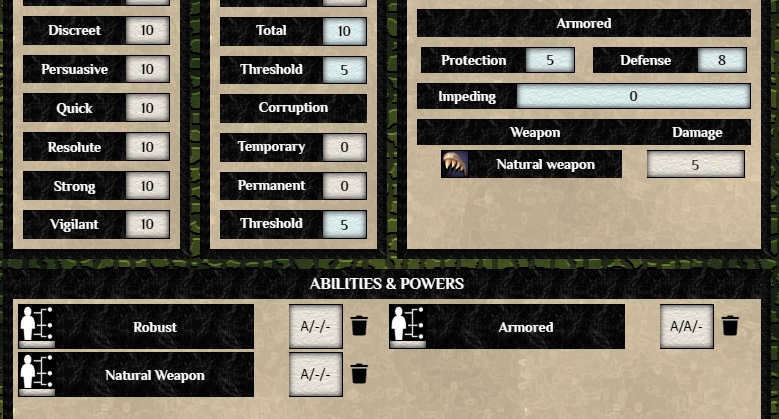 Discreet 10
Persuasive 10
Quick 10
Resolute 10
Strong 10
Vigilant 10
Total 10
Threshold 5
Corruption
Temporary 0
Permanent 0
Threshold 5
Armored
Protection 5 Defense 8
Impeding 0
Weapon Damage
Natural weapon 5
ABILITIES & POWERS
Robust A/-/- Armored A/A/-
Natural Weapon A/-/-